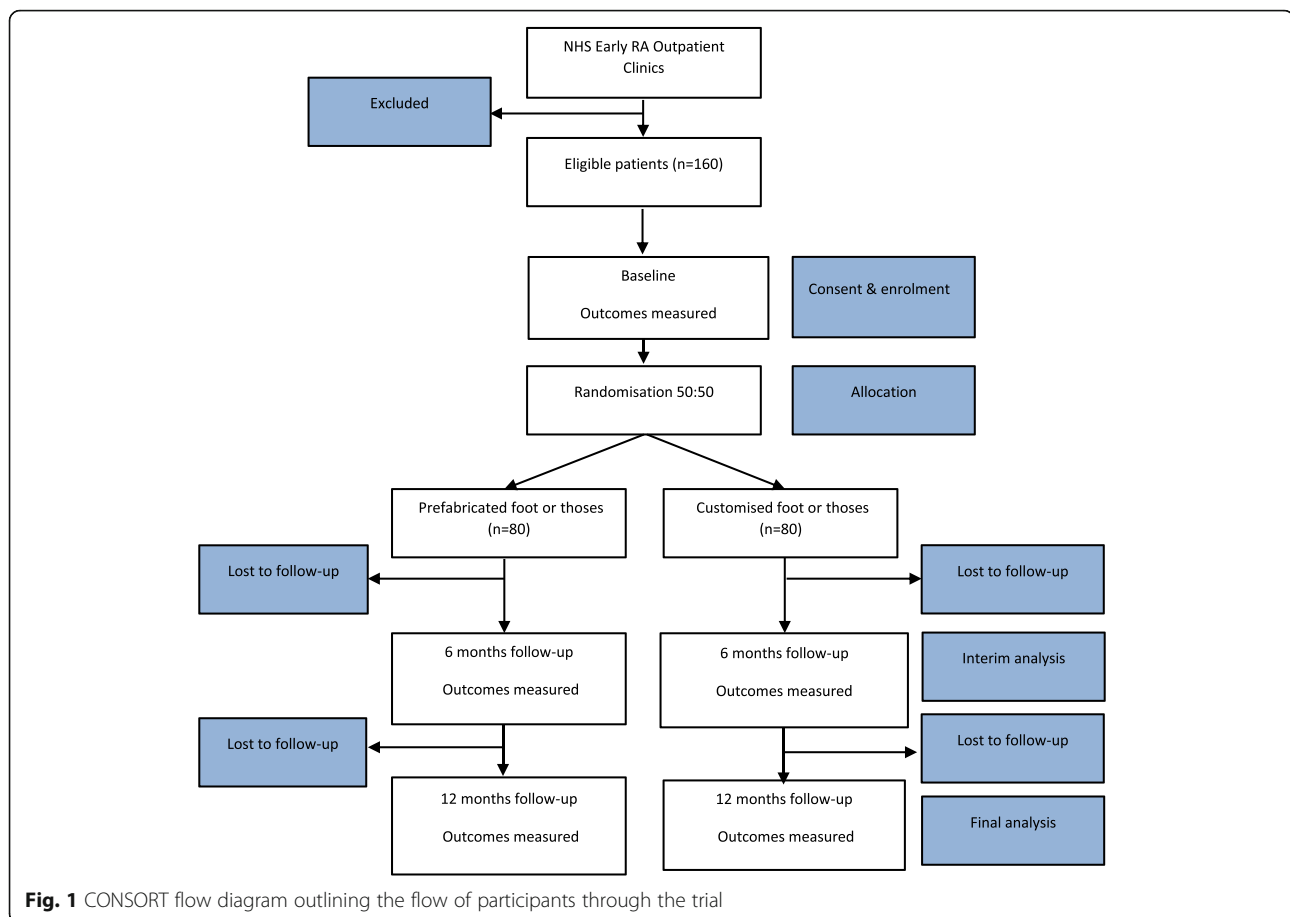 NHS Early RA Outpatient
Clinics
Excluded
Eligible patients (n=160)
Baseline
Outcomes measured
Consent & enrolment
Randomisation 50:50
Allocation
Prefabricated foot or thoses
(n=80)
Customised foot or thoses
(n=80)
Lost to follow-up
Lost to follow-up
6 months follow-up
Outcomes measured
6 months follow-up
Outcomes measured
Interim analysis
Lost to follow-up
Lost to follow-up
12 months follow-up
Outcomes measured
12 months follow-up
Outcomes measured
Final analysis
Fig. 1 CONSORT flow diagram outlining the flow of participants through the trial